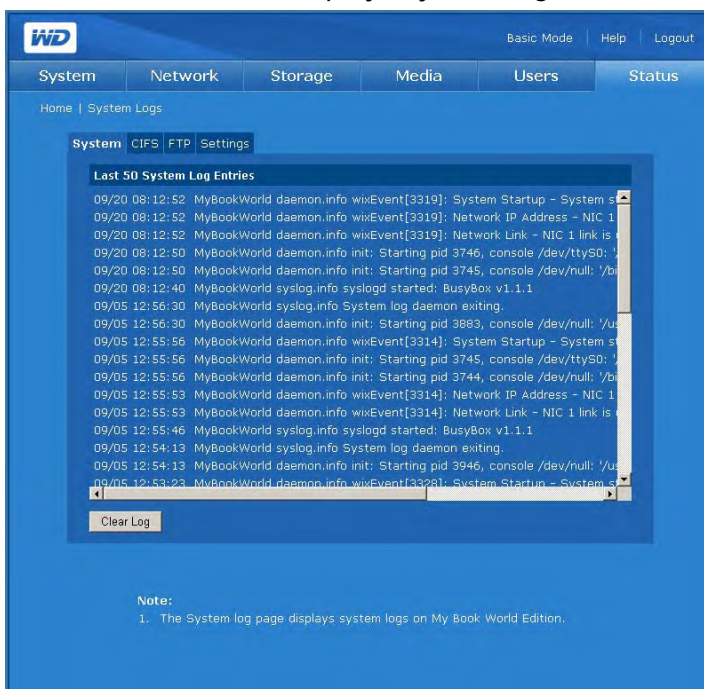 WD
Basic Mode | Help | Logout
System Network Storage Media Users Status
Home | System Logs
System CIFS FTP Settings
Last 50 System Log Entries
09/20 08:12:52 MyBookWorld daemon.info wixEvent[3319]: System Startup - System s
09/20 08:12:52 MyBookWorld daemon.info wixEvent[3319]: Network IP Address - NIC 1
09/20 08:12:52 MyBookWorld daemon.info wixEvent[3319]: Network Link - NIC 1 link is
09/20 08:12:50 MyBookWorld daemon.info init: Starting pid 3746, console /dev/ttyS0: '/
09/20 08:12:50 MyBookWorld daemon.info init: Starting pid 3745, console /dev/null: '/bi
09/20 08:12:40 MyBookWorld syslog.info syslogd started: BusyBox v1.1.1
09/05 12:56:30 MyBookWorld syslog.info System log daemon exiting.
09/05 12:56:30 MyBookWorld daemon.info init: Starting pid 3883, console /dev/null: '/us
09/05 12:55:56 MyBookWorld daemon.info wixEvent[3314]: System Startup - System s
09/05 12:55:56 MyBookWorld daemon.info init: Starting pid 3745, console /dev/ttyS0: '/
09/05 12:55:56 MyBookWorld daemon.info init: Starting pid 3744, console /dev/null: '/bi
09/05 12:55:53 MyBookWorld daemon.info wixEvent[3314]: Network IP Address - NIC 1
09/05 12:55:53 MyBookWorld daemon.info wixEvent[3314]: Network Link - NIC 1 link is
09/05 12:55:46 MyBookWorld syslog.info syslogd started: BusyBox v1.1.1
09/05 12:54:13 MyBookWorld syslog.info System log daemon exiting.
09/05 12:54:13 MyBookWorld daemon.info init: Starting pid 3946, console /dev/null: '/us
09/05 12:53:23 MyBookWorld daemon.info wixEvent[3328]: System Startup - System s
Clear Log
Note:
1. The System log page displays system logs on My Book World Edition.